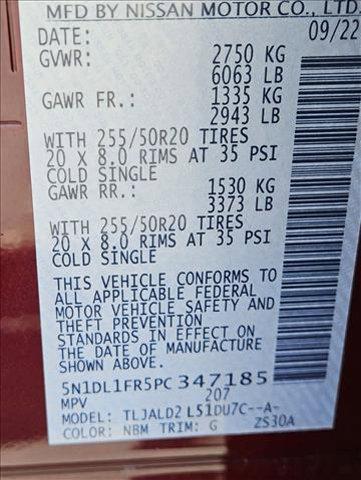 MFD BY NISSAN MOTOR CO., LTD.
DATE: 09/22
GVWR: 2750 KG
6063 LB
GAWR FR.: 1335 KG
2943 LB
WITH 255/50R20 TIRES
20 X 8.0 RIMS AT 35 PSI
COLD SINGLE
GAWR RR.: 1530 KG
3373 LB
WITH 255/50R20 TIRES
20 X 8.0 RIMS AT 35 PSI
COLD SINGLE
THIS VEHICLE CONFORMS TO
ALL APPLICABLE FEDERAL
MOTOR VEHICLE SAFETY AND
THEFT PREVENTION
STANDARDS IN EFFECT ON
THE DATE OF MANUFACTURE
SHOWN ABOVE.
5N1DL1FR5PC347185
MPV 207
MODEL: TLJALD2 L51DU7C--A-
COLOR: NBM TRIM: G ZS30A